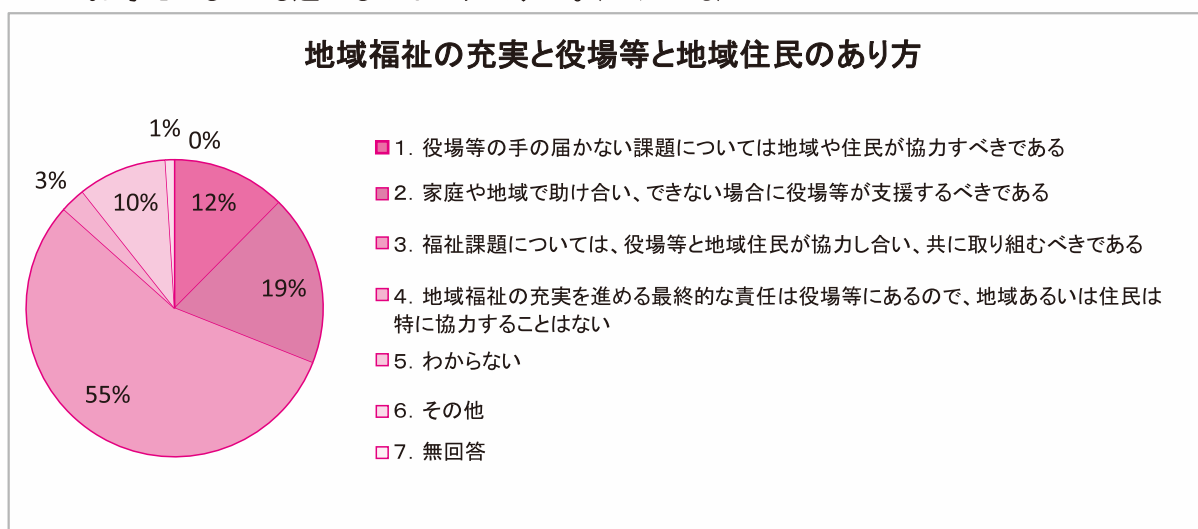 地域福祉の充実と役場等と地域住民のあり方
1% 0%
3%
10% 12%
19%
55%
1．役場等の手の届かない課題については地域や住民が協力すべきである
2．家庭や地域で助け合い、できない場合に役場等が支援するべきである
3．福祉課題については、役場等と地域住民が協力し合い、共に取り組むべきである
4．地域福祉の充実を進める最終的な責任は役場等にあるので、地域あるいは住民は
特に協力することはない
5．わからない
6．その他
7．無回答